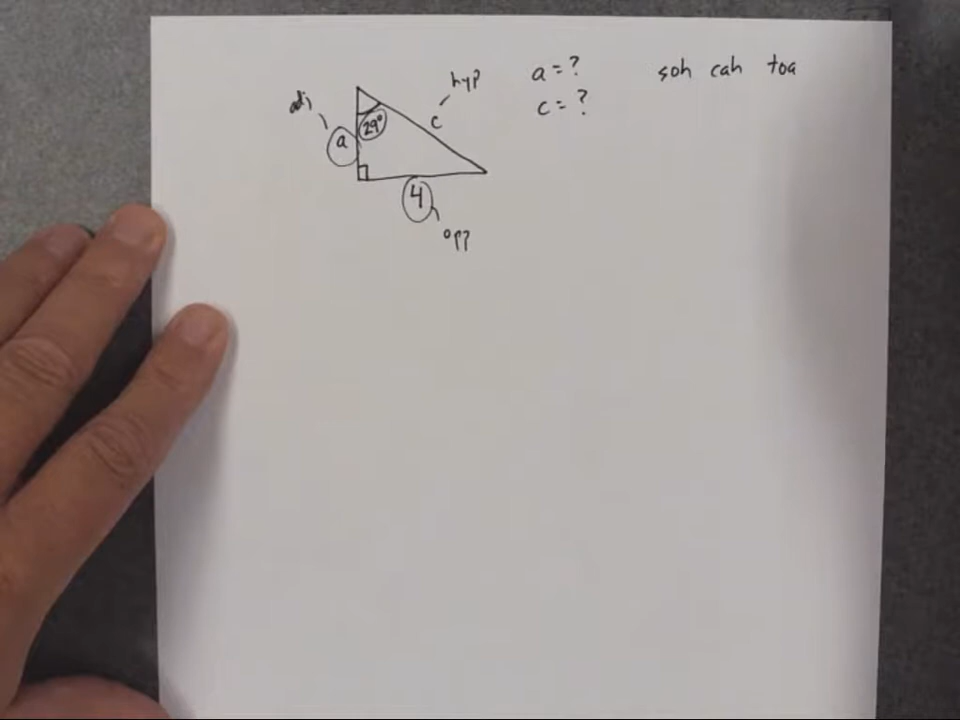 a = ? soh cah toa
c = ?
hyp
adj
c
29°
a
4
opp